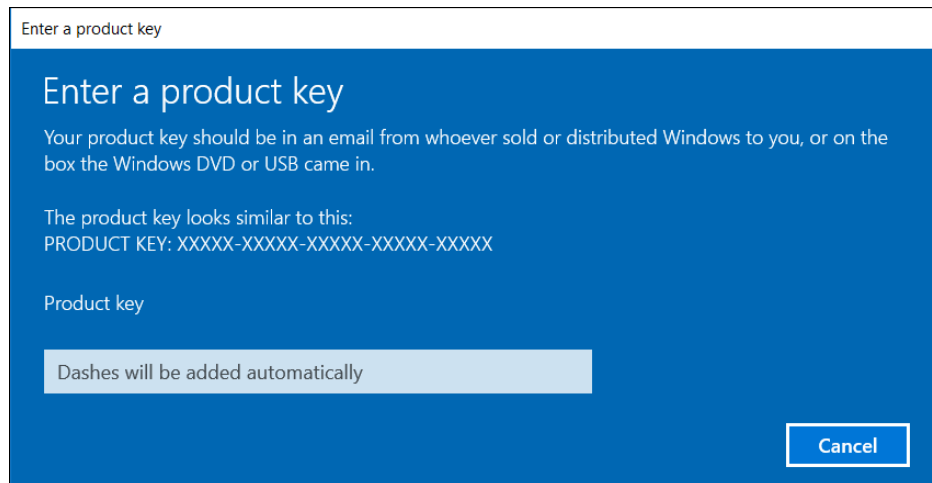 Enter a product key
Enter a product key
Your product key should be in an email from whoever sold or distributed Windows to you, or on the
box the Windows DVD or USB came in.
The product key looks similar to this:
PRODUCT KEY: XXXXX-XXXXX-XXXXX-XXXXX-XXXXX
Product key
Dashes will be added automatically
Cancel